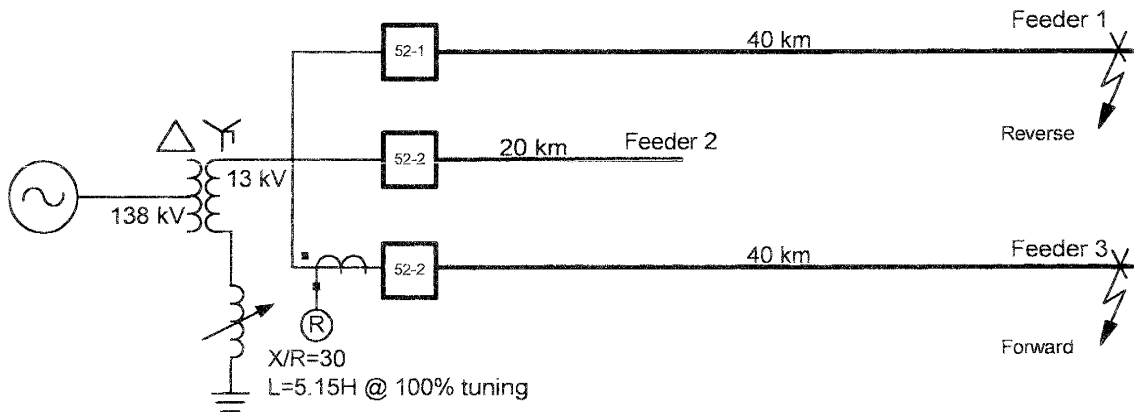 Feeder 1
52-1
40 km
Reverse
52-2
20 km
Feeder 2
13 kV
138 kV
Feeder 3
52-2
40 km
R
Forward
X/R=30
L=5.15H @ 100% tuning